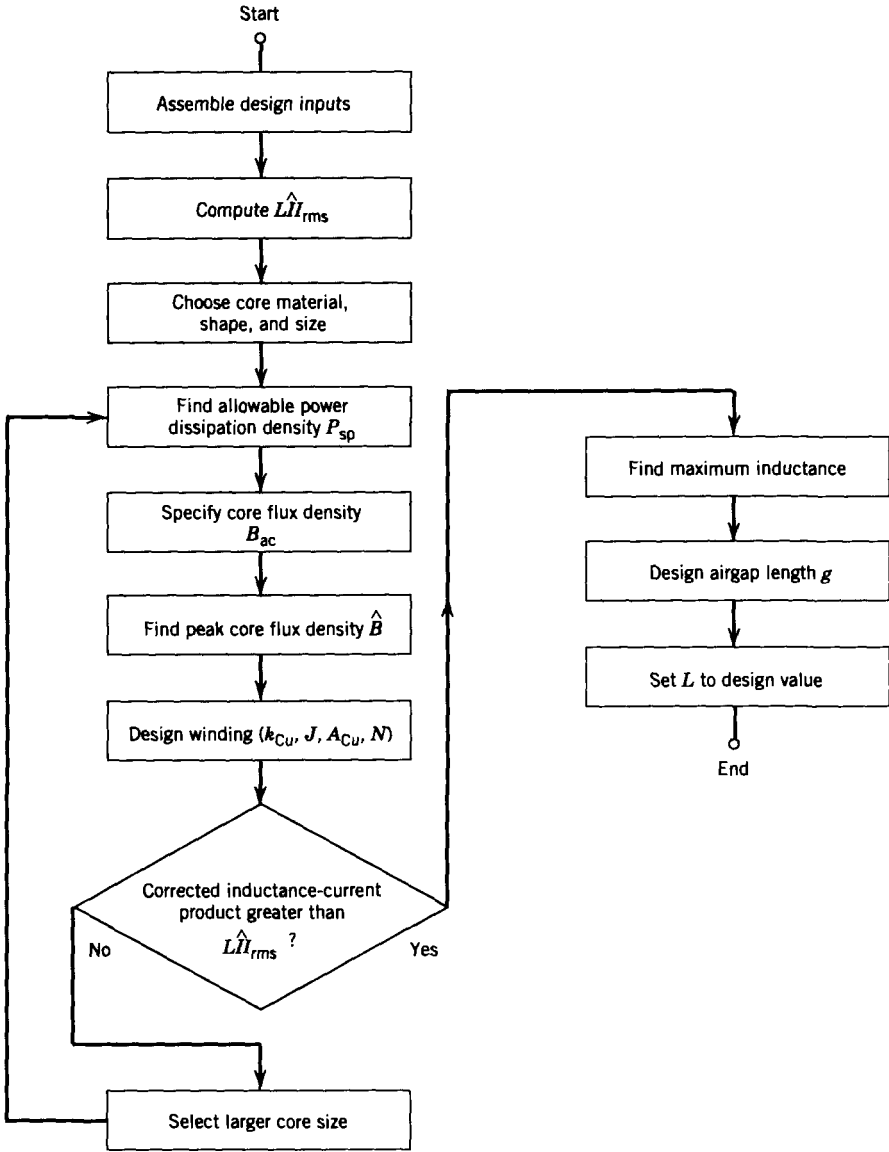 Start
Assemble design inputs
Compute LÎI_rms
Choose core material,
shape, and size
Find allowable power
dissipation density P_sp
Specify core flux density
B_ac
Find peak core flux density B̂
Design winding (k_Cu, J, A_Cu, N)
Corrected inductance-current
product greater than
LÎI_rms ?
No
Yes
Select larger core size
Find maximum inductance
Design airgap length g
Set L to design value
End